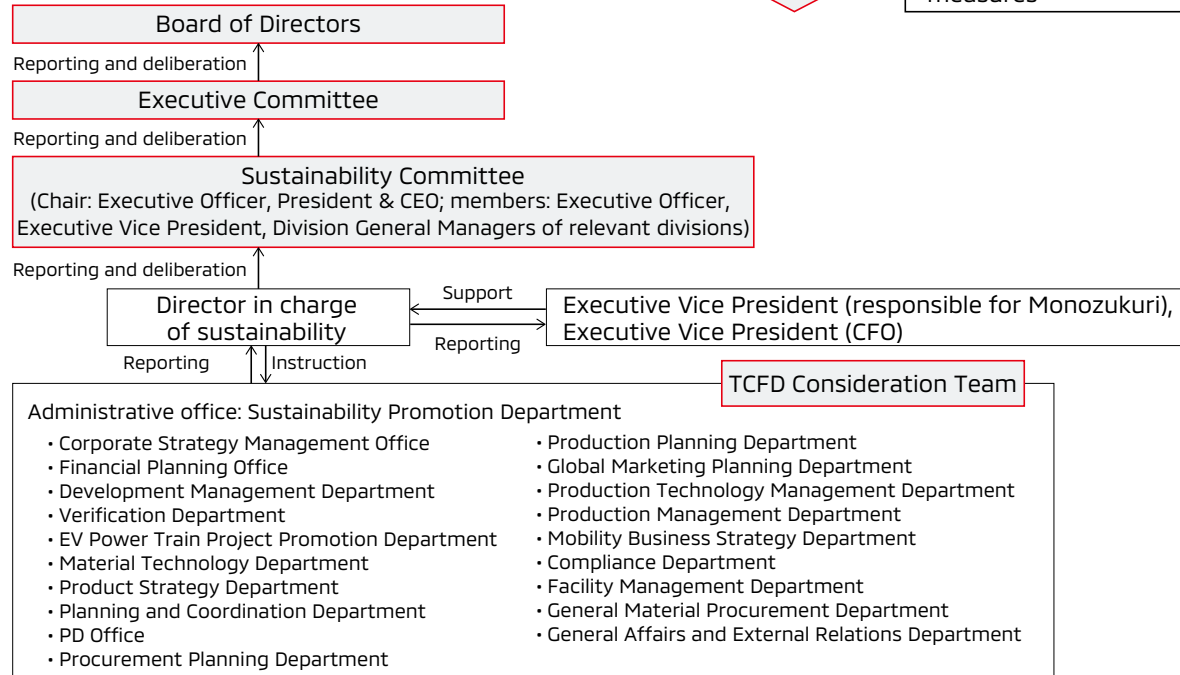 measures
Board of Directors
Reporting and deliberation
Executive Committee
Reporting and deliberation
Sustainability Committee
(Chair: Executive Officer, President & CEO; members: Executive Officer,
Executive Vice President, Division General Managers of relevant divisions)
Reporting and deliberation
Director in charge
of sustainability
Support
Reporting
Executive Vice President (responsible for Monozukuri),
Executive Vice President (CFO)
Reporting
Instruction
TCFD Consideration Team
Administrative office: Sustainability Promotion Department
• Corporate Strategy Management Office
• Financial Planning Office
• Development Management Department
• Verification Department
• EV Power Train Project Promotion Department
• Material Technology Department
• Product Strategy Department
• Planning and Coordination Department
• PD Office
• Procurement Planning Department
• Production Planning Department
• Global Marketing Planning Department
• Production Technology Management Department
• Production Management Department
• Mobility Business Strategy Department
• Compliance Department
• Facility Management Department
• General Material Procurement Department
• General Affairs and External Relations Department